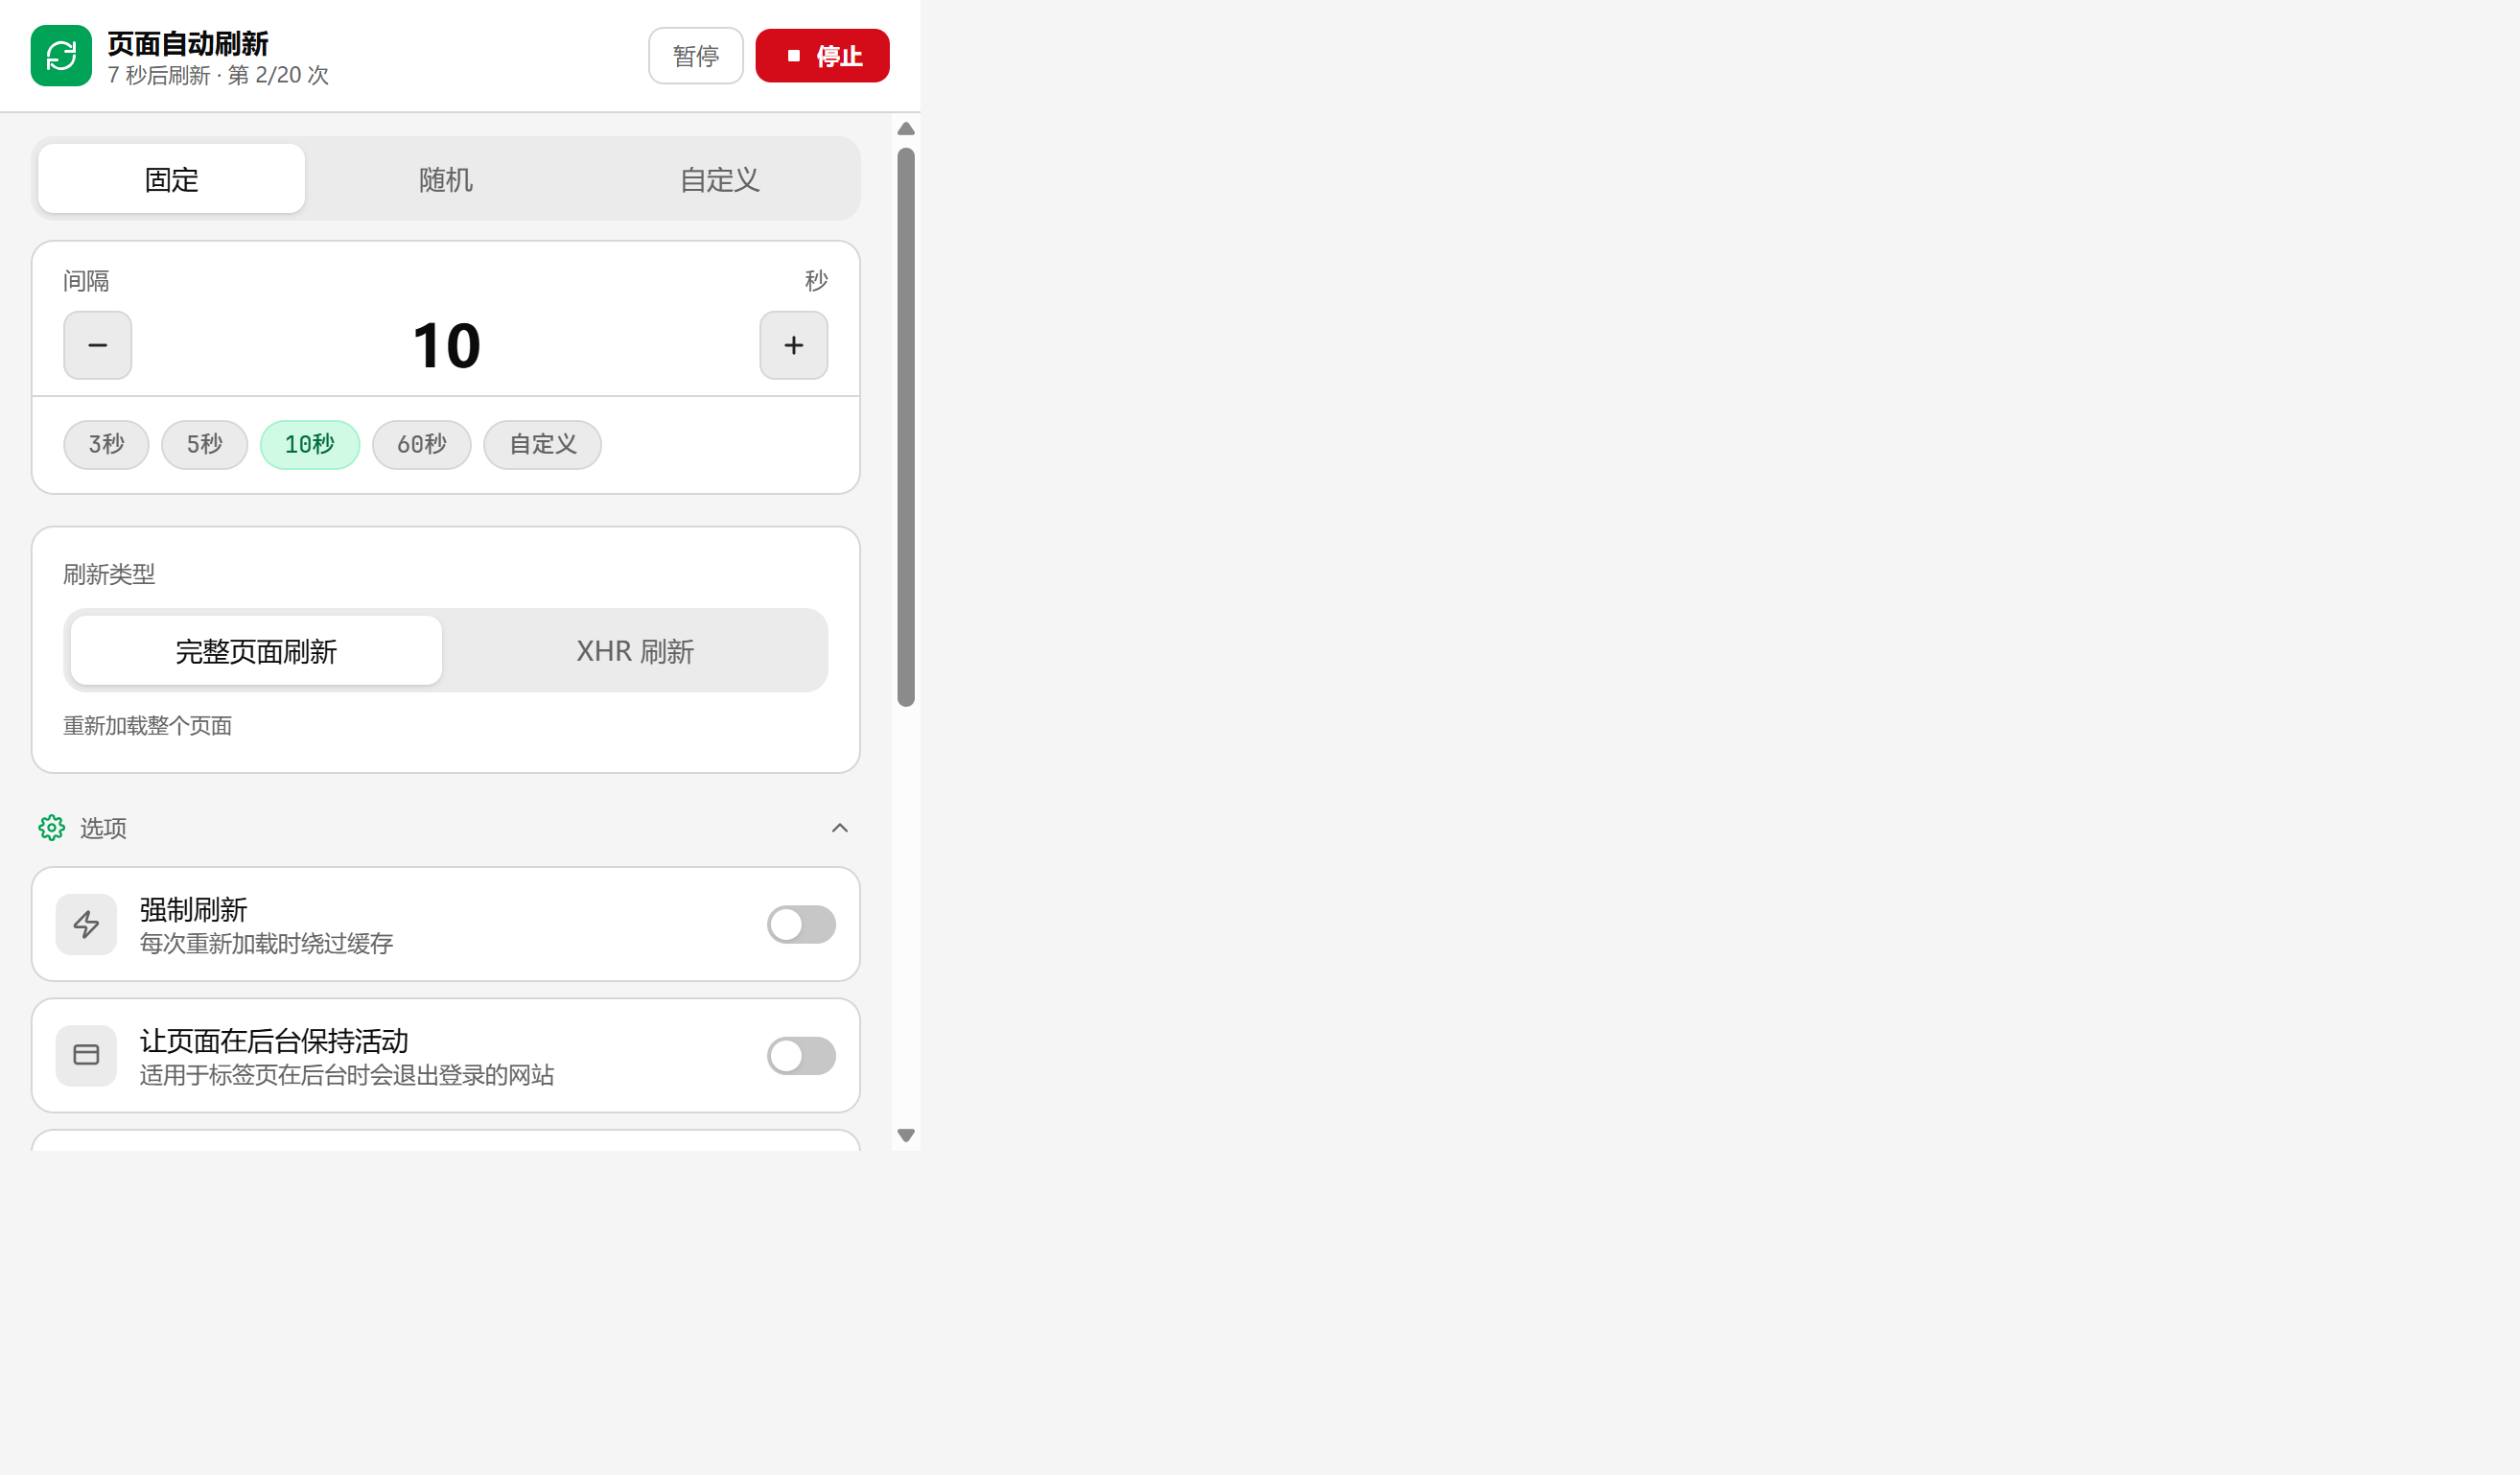 页面自动刷新
7 秒后刷新 · 第 2/20 次
暂停
停止
固定
随机
自定义
间隔
秒
10
3秒
5秒
10秒
60秒
自定义
刷新类型
完整页面刷新
XHR 刷新
重新加载整个页面
选项
强制刷新
每次重新加载时绕过缓存
让页面在后台保持活动
适用于标签页在后台时会退出登录的网站